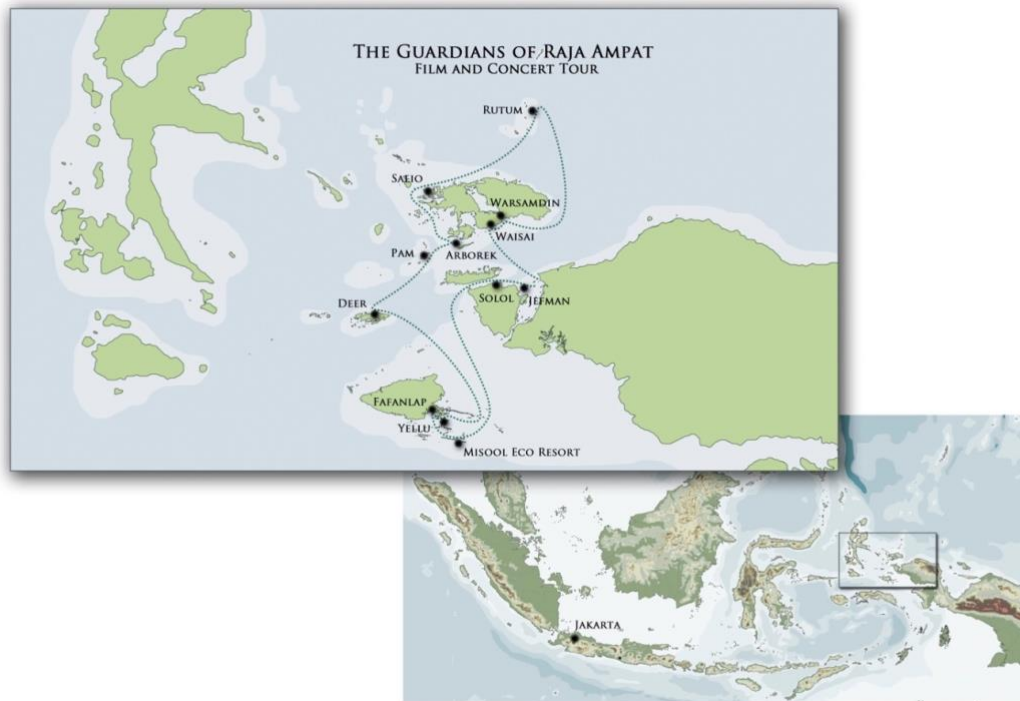 THE GUARDIANS OF RAJA AMPAT
FILM AND CONCERT TOUR
RUTUM
SAEIO
WARSAMDIN
WAISAI
PAM
ARBOREK
DEER
SOLOL
JEFMAN
FAFANLAP
YELLU
MISOOL ECO RESORT
JAKARTA